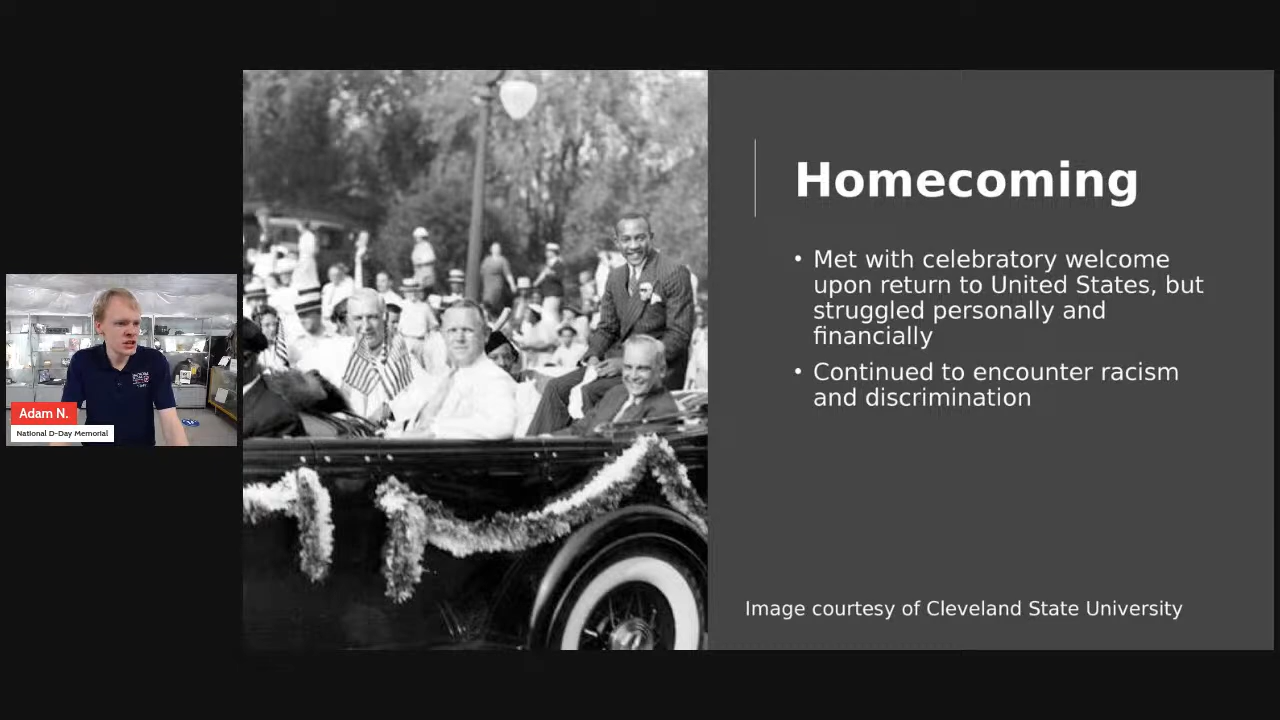 Homecoming
• Met with celebratory welcome
upon return to United States, but
struggled personally and
financially
• Continued to encounter racism
and discrimination
Image courtesy of Cleveland State University
Adam N.
National D-Day Memorial